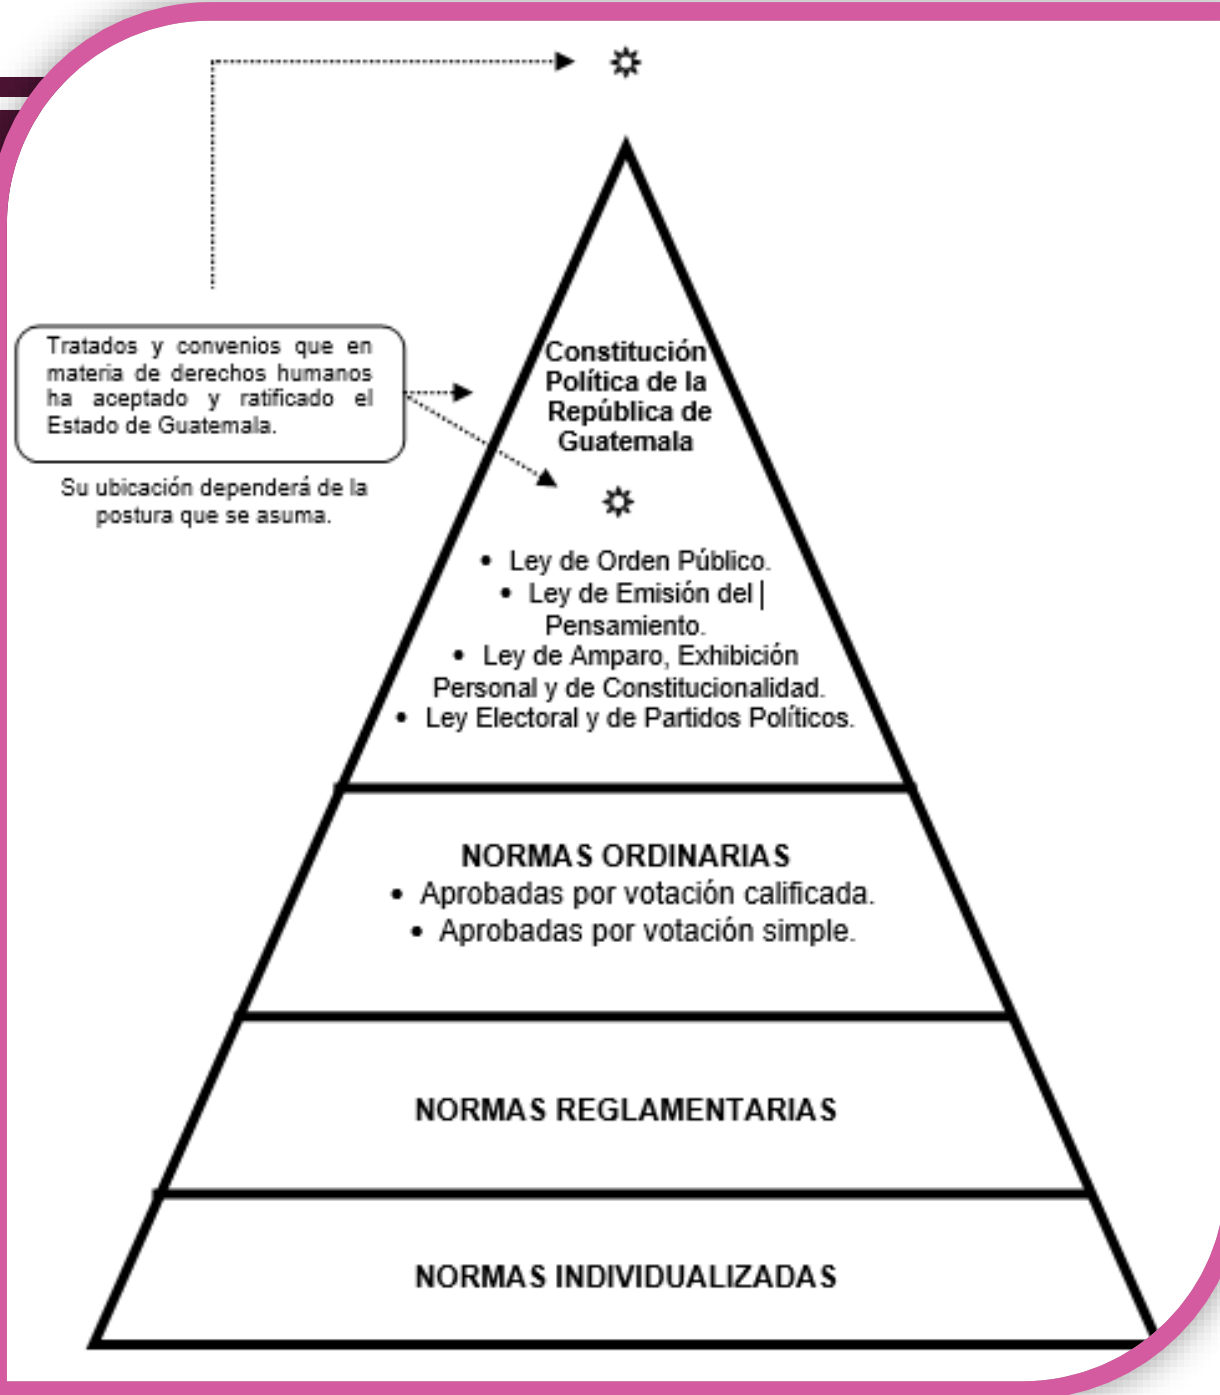 Tratados y convenios que en
materia de derechos humanos
ha aceptado y ratificado el
Estado de Guatemala.
Su ubicación dependerá de la
postura que se asuma.
Constitución
Política de la
República de
Guatemala
• Ley de Orden Público.
• Ley de Emisión del
Pensamiento.
• Ley de Amparo, Exhibición
Personal y de Constitucionalidad.
• Ley Electoral y de Partidos Políticos.
NORMAS ORDINARIAS
• Aprobadas por votación calificada.
• Aprobadas por votación simple.
NORMAS REGLAMENTARIAS
NORMAS INDIVIDUALIZADAS